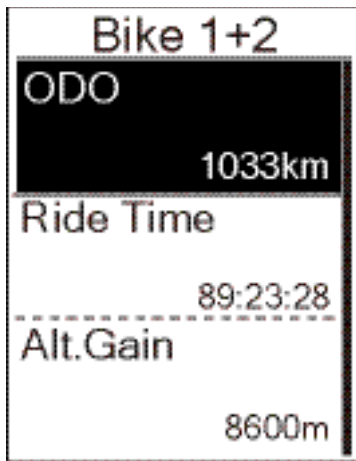 Bike 1+2
ODO
1033km
Ride Time
89:23:28
Alt.Gain
8600m